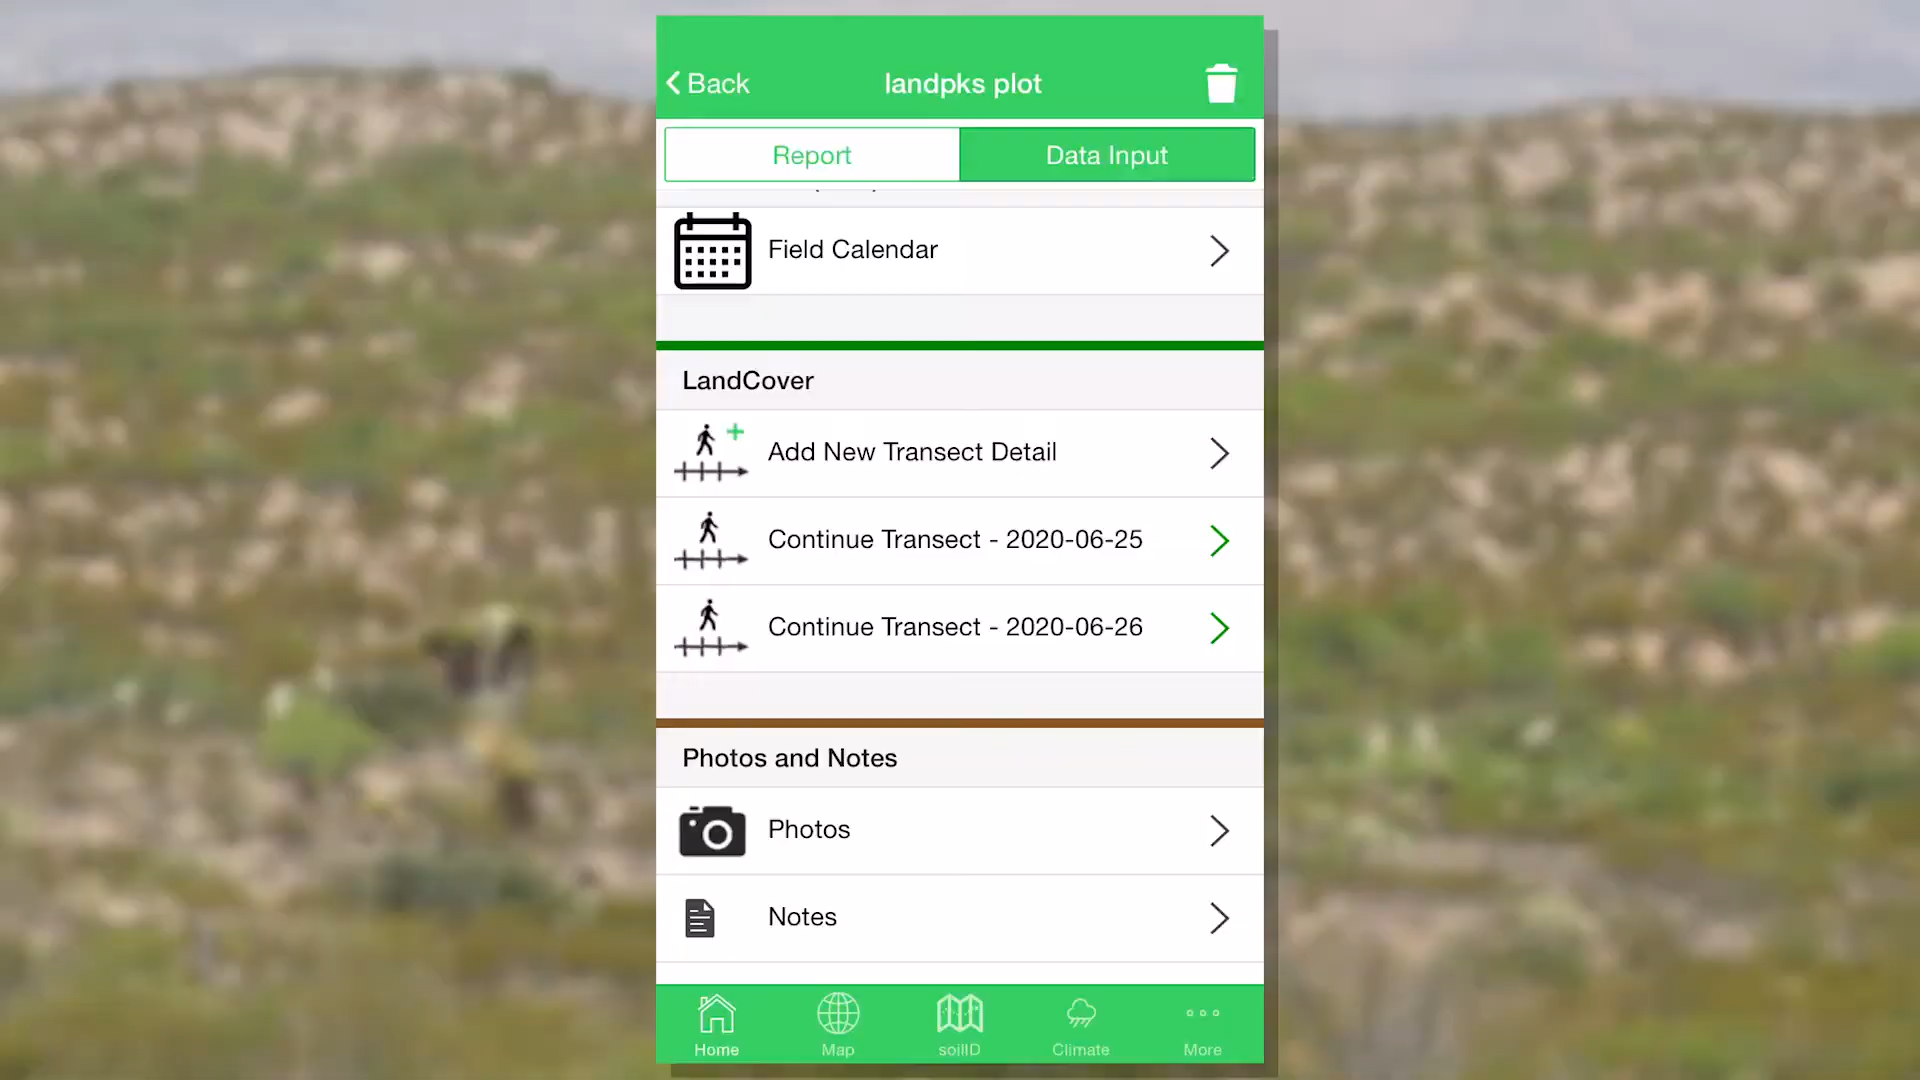 Back
landpks plot
Report
Data Input
Field Calendar
LandCover
Add New Transect Detail
Continue Transect - 2020-06-25
Continue Transect - 2020-06-26
Photos and Notes
Photos
Notes
Home
Map
soilID
Climate
More